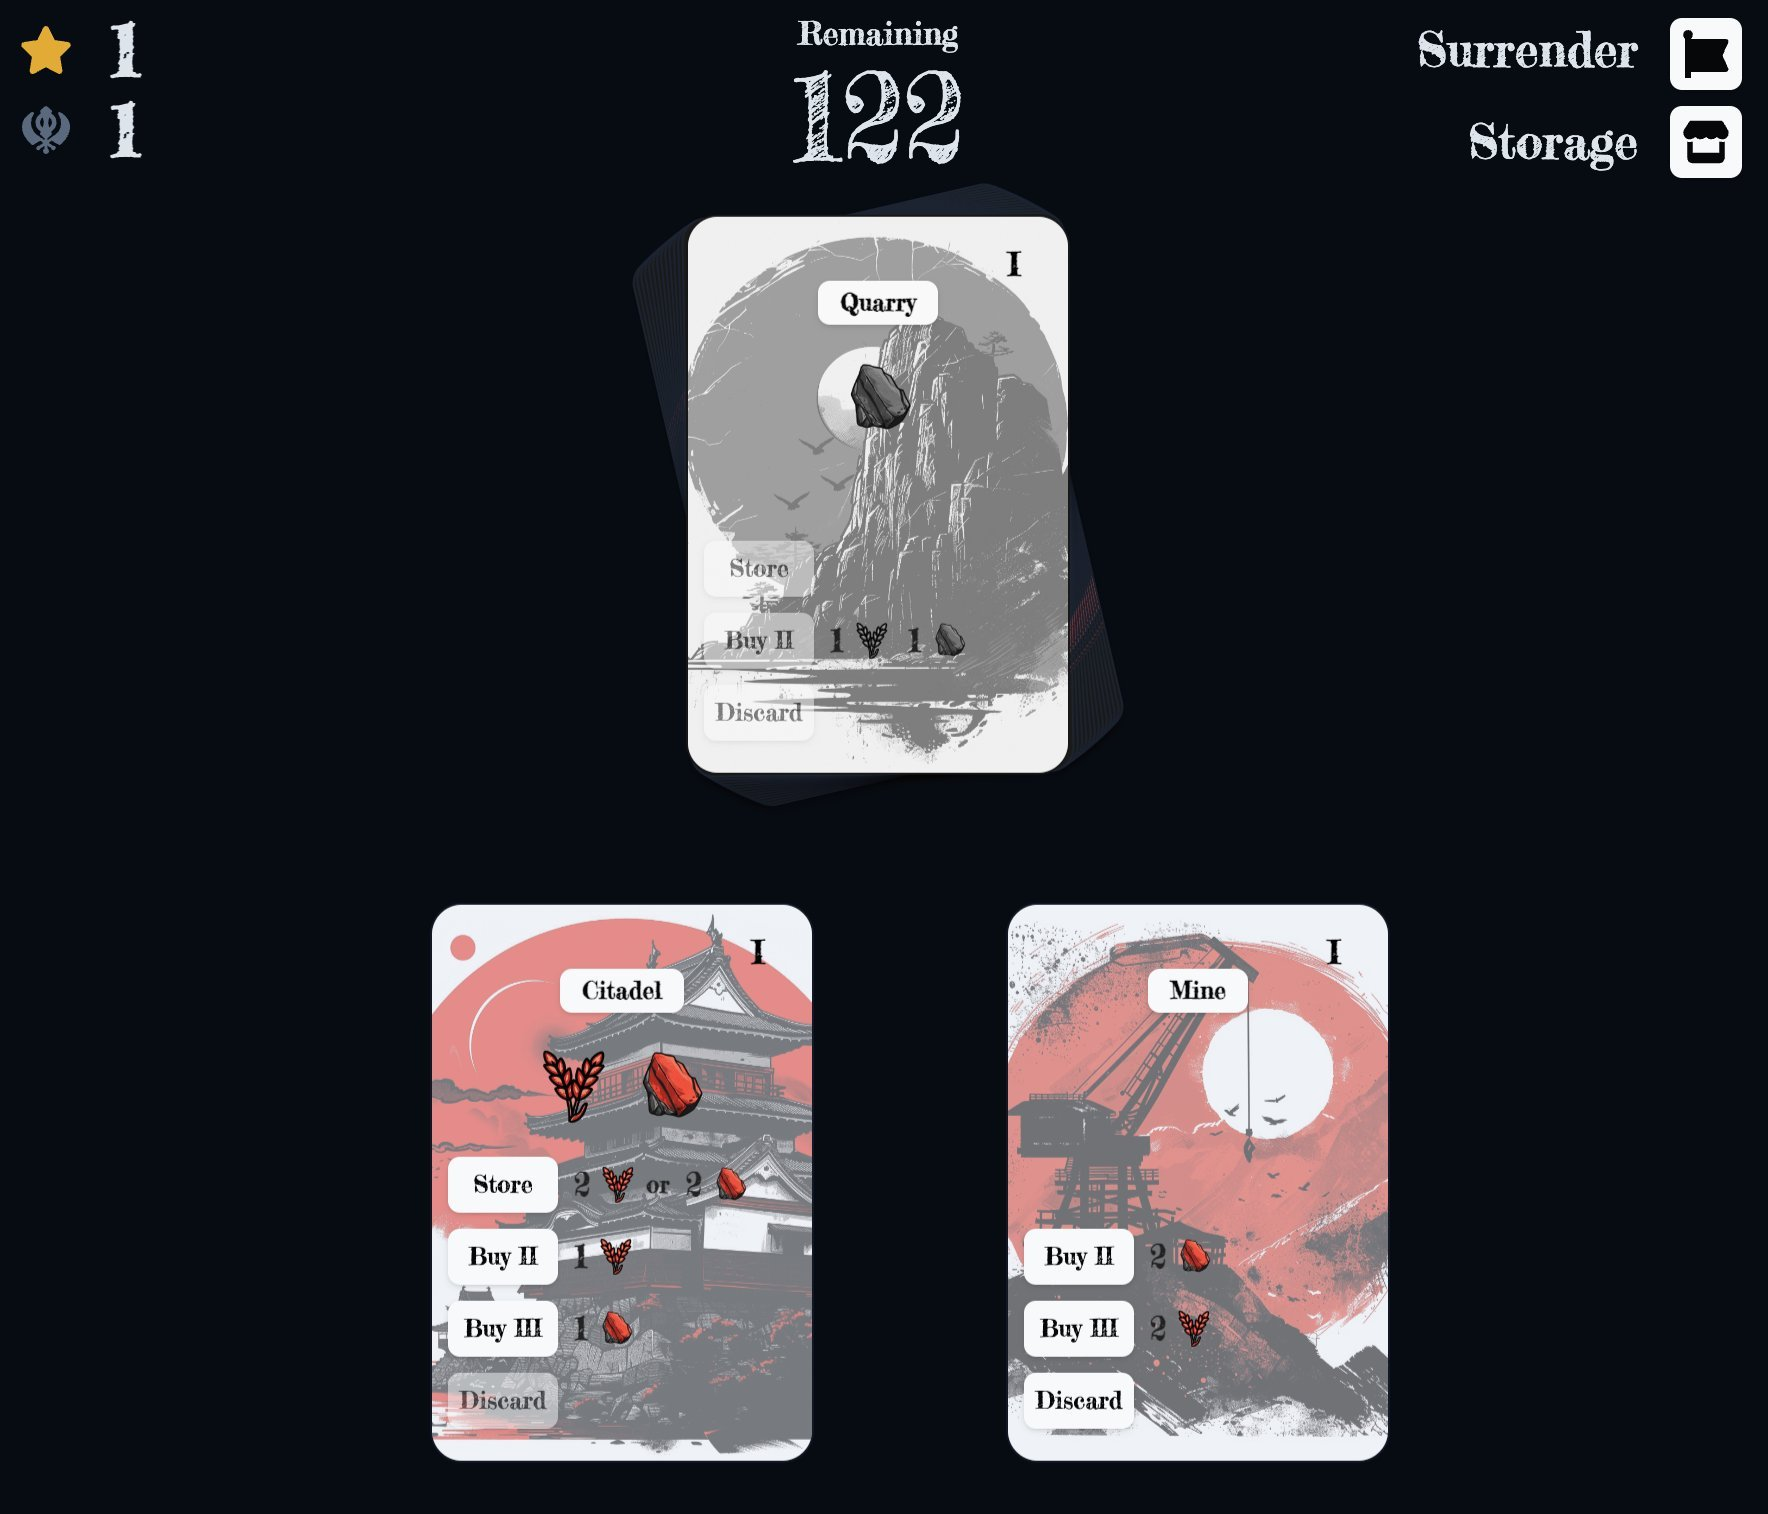 1
Remaining
122
Surrender
1
Storage
I
Quarry
Store
Buy II 1 1
Discard
I
Citadel
Store 2 or 2
Buy II 1
Buy III 1
Discard
I
Mine
Buy II 2
Buy III 2
Discard